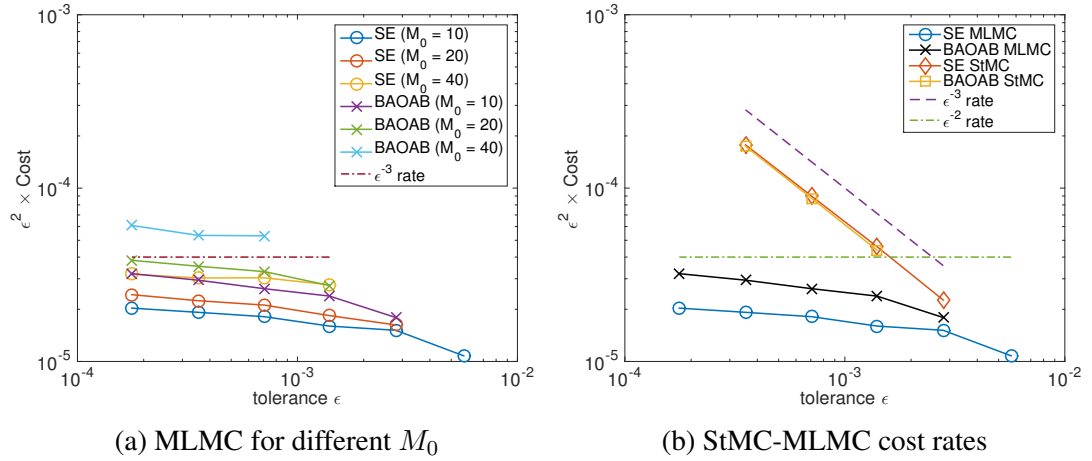 10^-3
10^-4
10^-5
ϵ^2 × Cost
SE (M_0 = 10)
SE (M_0 = 20)
SE (M_0 = 40)
BAOAB (M_0 = 10)
BAOAB (M_0 = 20)
BAOAB (M_0 = 40)
ϵ^-3 rate
10^-4
10^-3
10^-2
tolerance ϵ
(a) MLMC for different M_0
10^-3
10^-4
10^-5
ϵ^2 × Cost
SE MLMC
BAOAB MLMC
SE StMC
BAOAB StMC
ϵ^-3 rate
ϵ^-2 rate
10^-4
10^-3
10^-2
tolerance ϵ
(b) StMC-MLMC cost rates